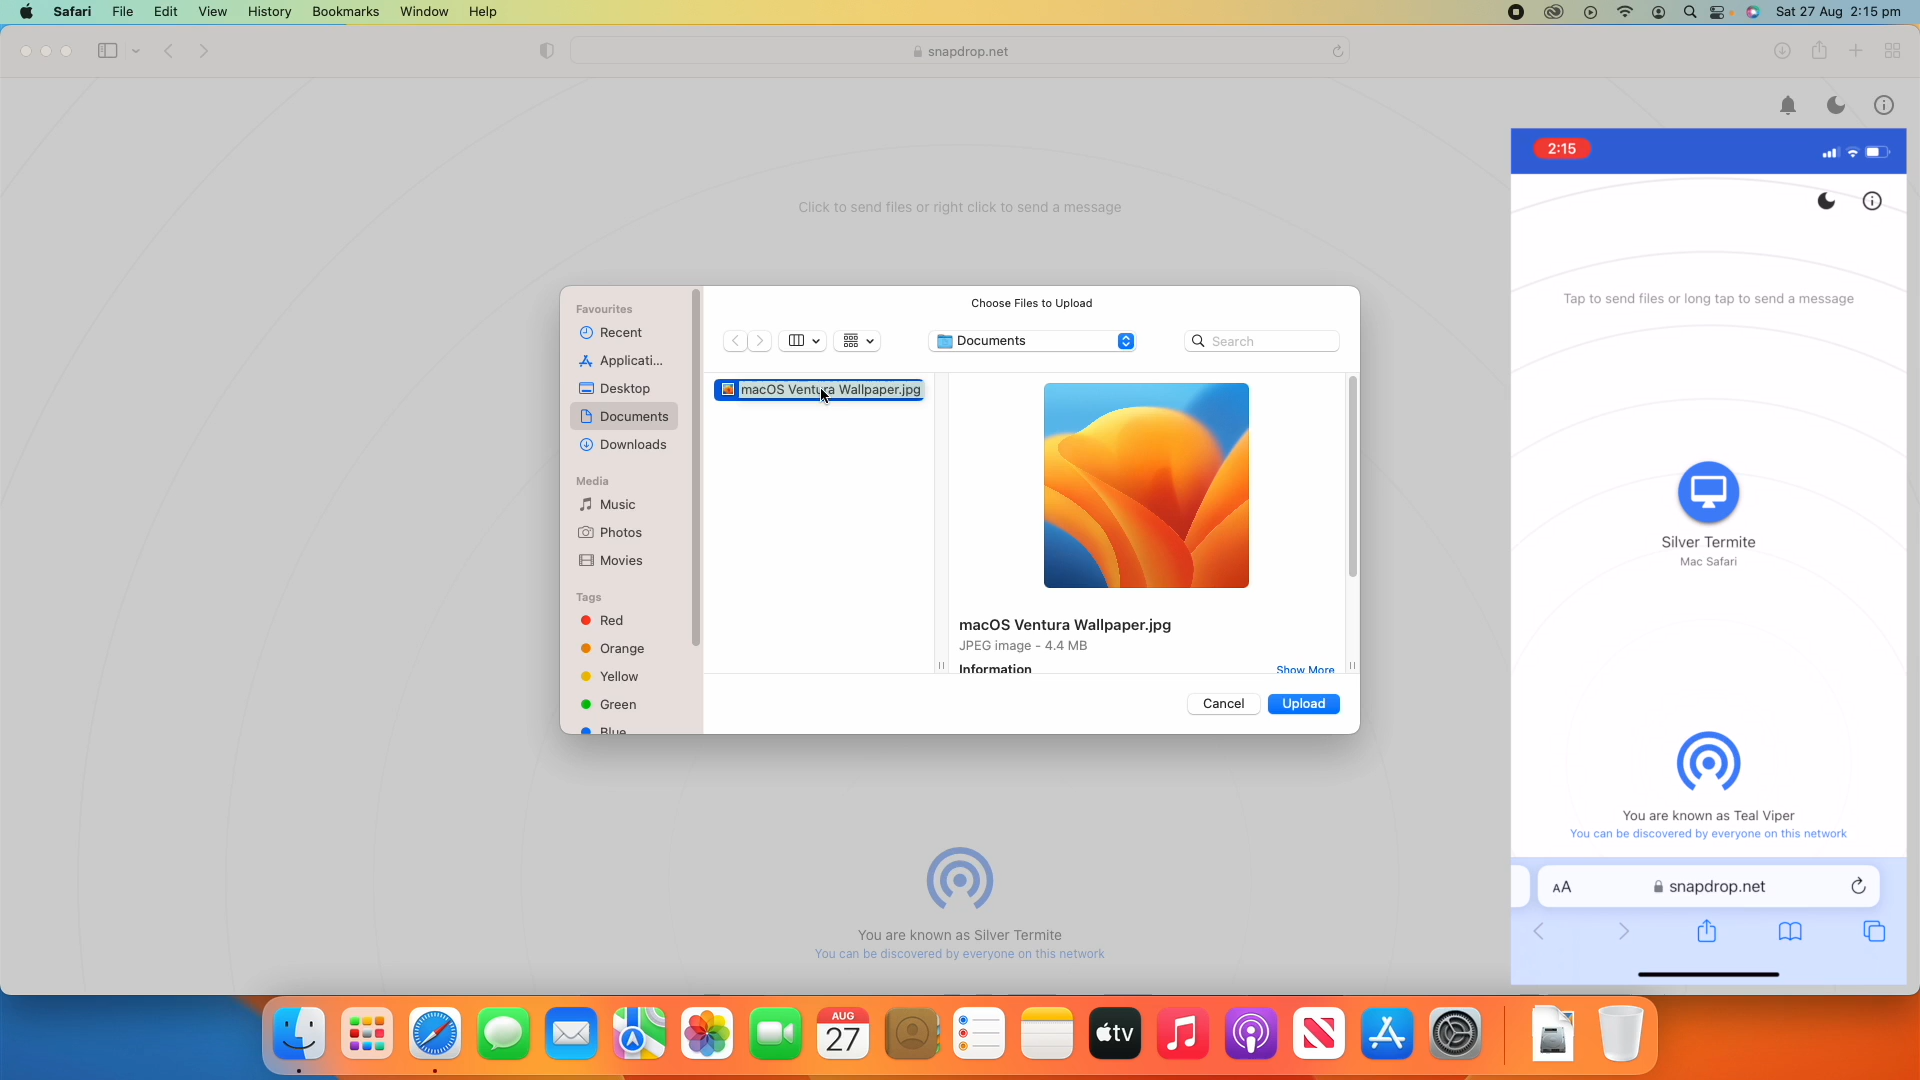 Safari File Edit View History Bookmarks Window Help Sat 27 Aug 2:15 pm
snapdrop.net
Click to send files or right click to send a message
Choose Files to Upload
Favourites
Recent
Applicati...
Desktop
Documents
Downloads
Media
Music
Photos
Movies
Tags
Red
Orange
Yellow
Green
Blue
Documents
Search
macOS Ventura Wallpaper.jpg
macOS Ventura Wallpaper.jpg
JPEG image - 4.4 MB
Information Show More
Cancel Upload
You are known as Silver Termite
You can be discovered by everyone on this network
2:15
Tap to send files or long tap to send a message
Silver Termite
Mac Safari
You are known as Teal Viper
You can be discovered by everyone on this network
AA snapdrop.net
AUG
27
tv